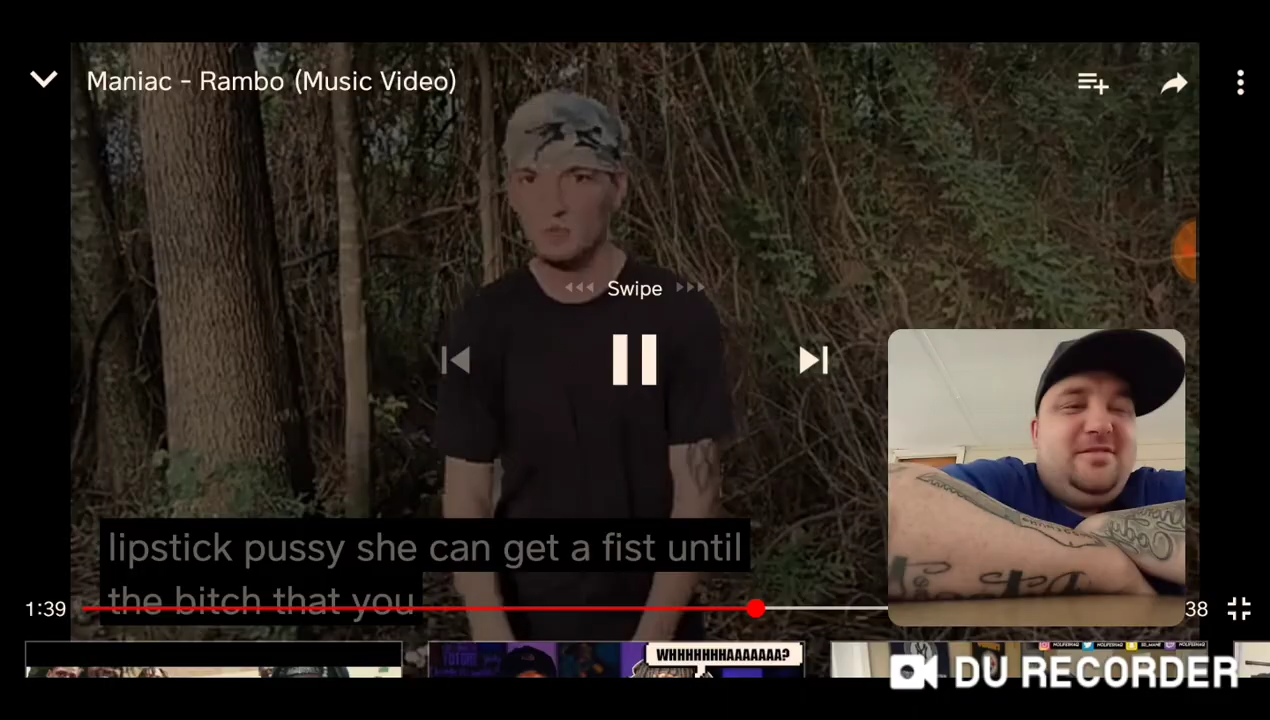 Maniac - Rambo (Music Video)
Swipe
lipstick pussy she can get a fist until
the bitch that you
1:39
38
WHHHHHHHAAAAAAA?
DU RECORDER